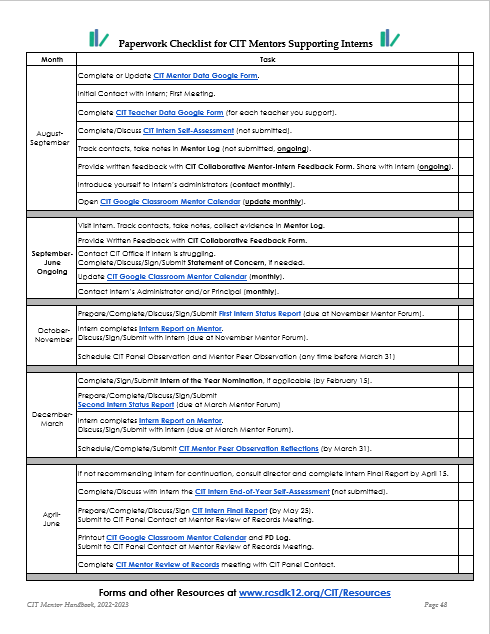 Paperwork Checklist for CIT Mentors Supporting Interns
Month Task
August-
September
Complete or Update CIT Mentor Data Google Form.
Initial Contact with Intern; First Meeting.
Complete CIT Teacher Data Google Form (for each teacher you support).
Complete/Discuss CIT Intern Self-Assessment (not submitted).
Track contacts, take notes in Mentor Log (not submitted, ongoing).
Provide written feedback with CIT Collaborative Mentor-Intern Feedback Form. Share with intern (ongoing).
Introduce yourself to intern's administrators (contact monthly).
Open CIT Google Classroom Mentor Calendar (update monthly).
September-
June
Ongoing
Visit Intern. Track contacts, take notes, collect evidence in Mentor Log.
Provide Written Feedback with CIT Collaborative Feedback Form.
Contact CIT Office if Intern is struggling.
Complete/Discuss/Sign/Submit Statement of Concern, if needed.
Update CIT Google Classroom Mentor Calendar (monthly).
Contact Intern's Administrator and/or Principal (monthly).
October-
November
Prepare/Complete/Discuss/Sign/Submit First Intern Status Report (due at November Mentor Forum).
Intern completes Intern Report on Mentor.
Discuss/Sign/Submit with Intern (due at November Mentor Forum).
Schedule CIT Panel Observation and Mentor Peer Observation (any time before March 31)
December-
March
Complete/Sign/Submit Intern of the Year Nomination, if applicable (by February 15).
Prepare/Complete/Discuss/Sign/Submit
Second Intern Status Report (due at March Mentor Forum)
Intern completes Intern Report on Mentor.
Discuss/Sign/Submit with Intern (due at March Mentor Forum).
Schedule/Complete/Submit CIT Mentor Peer Observation Reflections (by March 31).
April-
June
If not recommending intern for continuation, consult director and complete Intern Final Report by April 15.
Complete/Discuss with Intern the CIT Intern End-of-Year Self-Assessment (not submitted).
Prepare/Complete/Discuss/Sign CIT Intern Final Report (by May 25).
Submit to CIT Panel Contact at Mentor Review of Records Meeting.
Printout CIT Google Classroom Mentor Calendar and PD Log.
Submit to CIT Panel Contact at Mentor Review of Records Meeting.
Complete CIT Mentor Review of Records meeting with CIT Panel Contact.
Forms and other Resources at www.rcsdk12.org/CIT/Resources
CIT Mentor Handbook, 2022-2023 Page 48